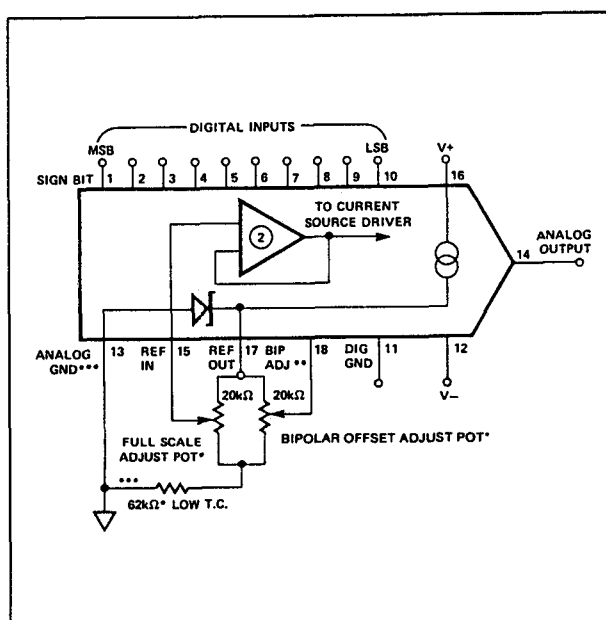 DIGITAL INPUTS
MSB LSB V+
SIGN BIT 1 2 3 4 5 6 7 8 9 10 16
TO CURRENT
SOURCE DRIVER
2
ANALOG
OUTPUT
14
ANALOG
GND*** 13 REF
IN 15 REF
OUT 17 BIP
ADJ** 18 DIG
GND 11 12
V−
20kΩ 20kΩ
FULL SCALE
ADJUST POT*
BIPOLAR OFFSET ADJUST POT*
***
62kΩ* LOW T.C.